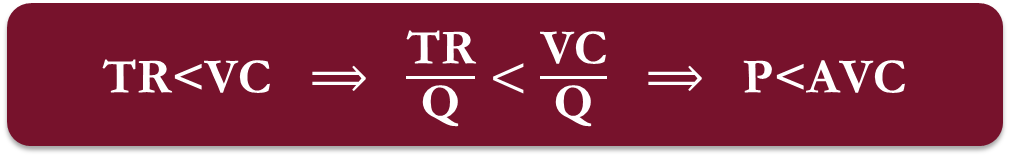 TR<VC ⟹ TR/Q < VC/Q ⟹ P<AVC